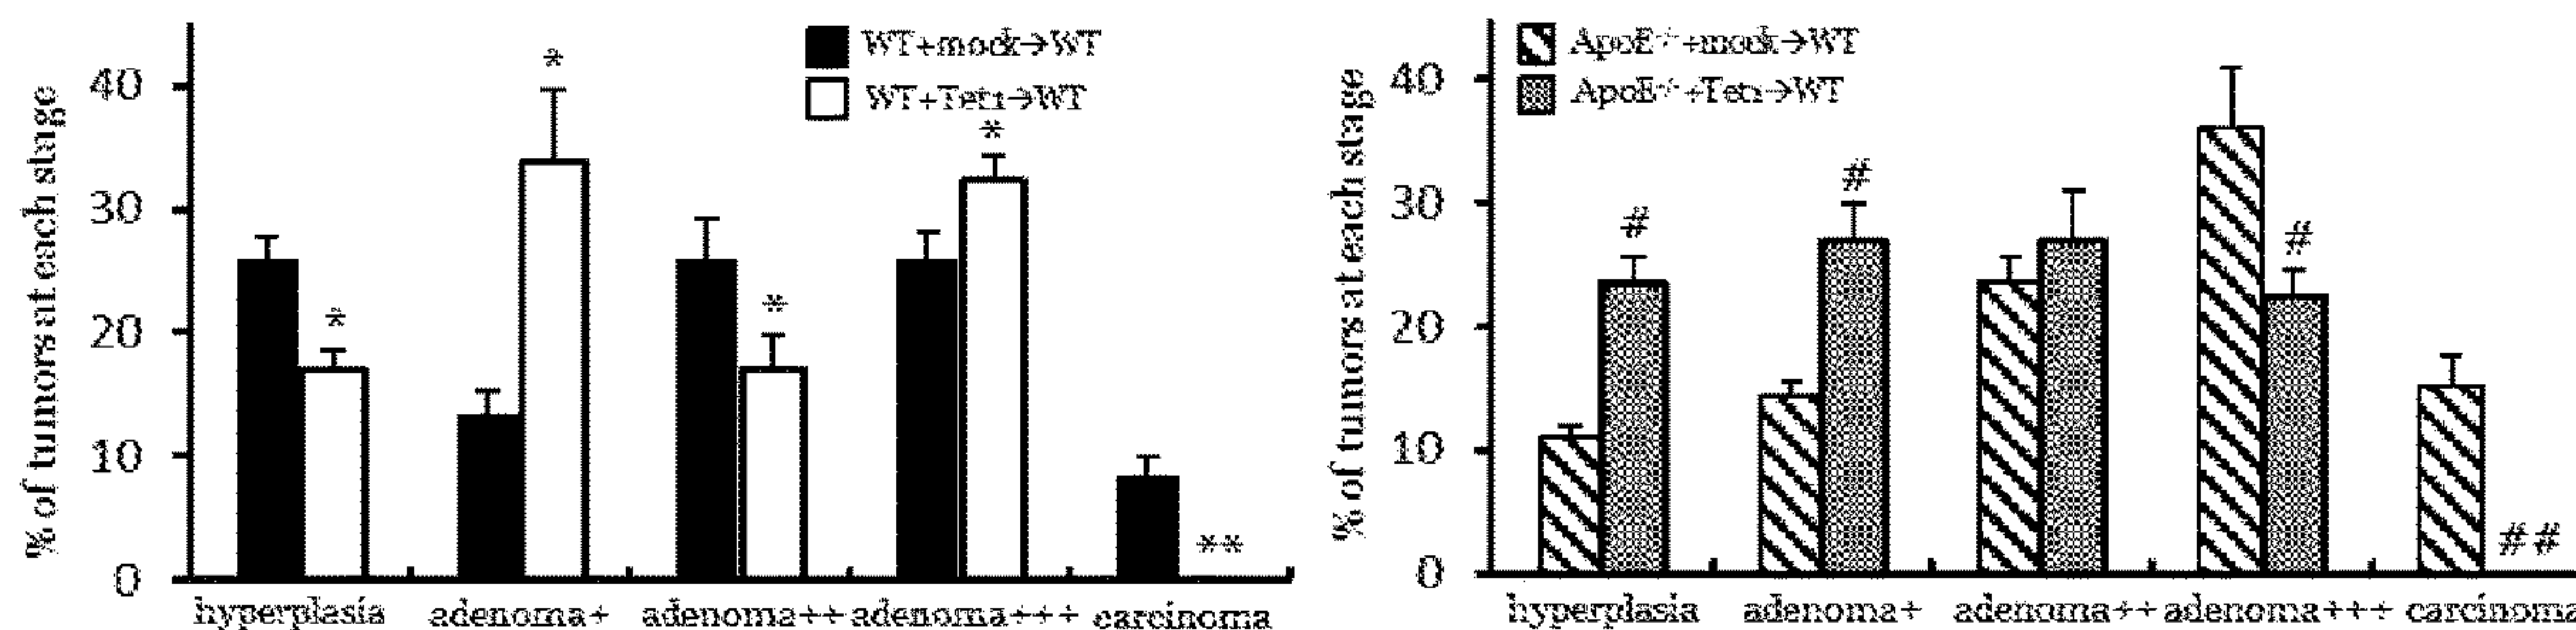 % of tumors at each stage
40
30
20
10
0
WT+mock→WT
WT+Tet1→WT
*
*
*
*
**
hyperplasia adenoma+ adenoma++ adenoma+++ carcinoma
% of tumors at each stage
40
30
20
10
0
ApoE-/-+mock→WT
ApoE-/-+Tet1→WT
#
#
#
##
hyperplasia adenoma+ adenoma++ adenoma+++ carcinoma